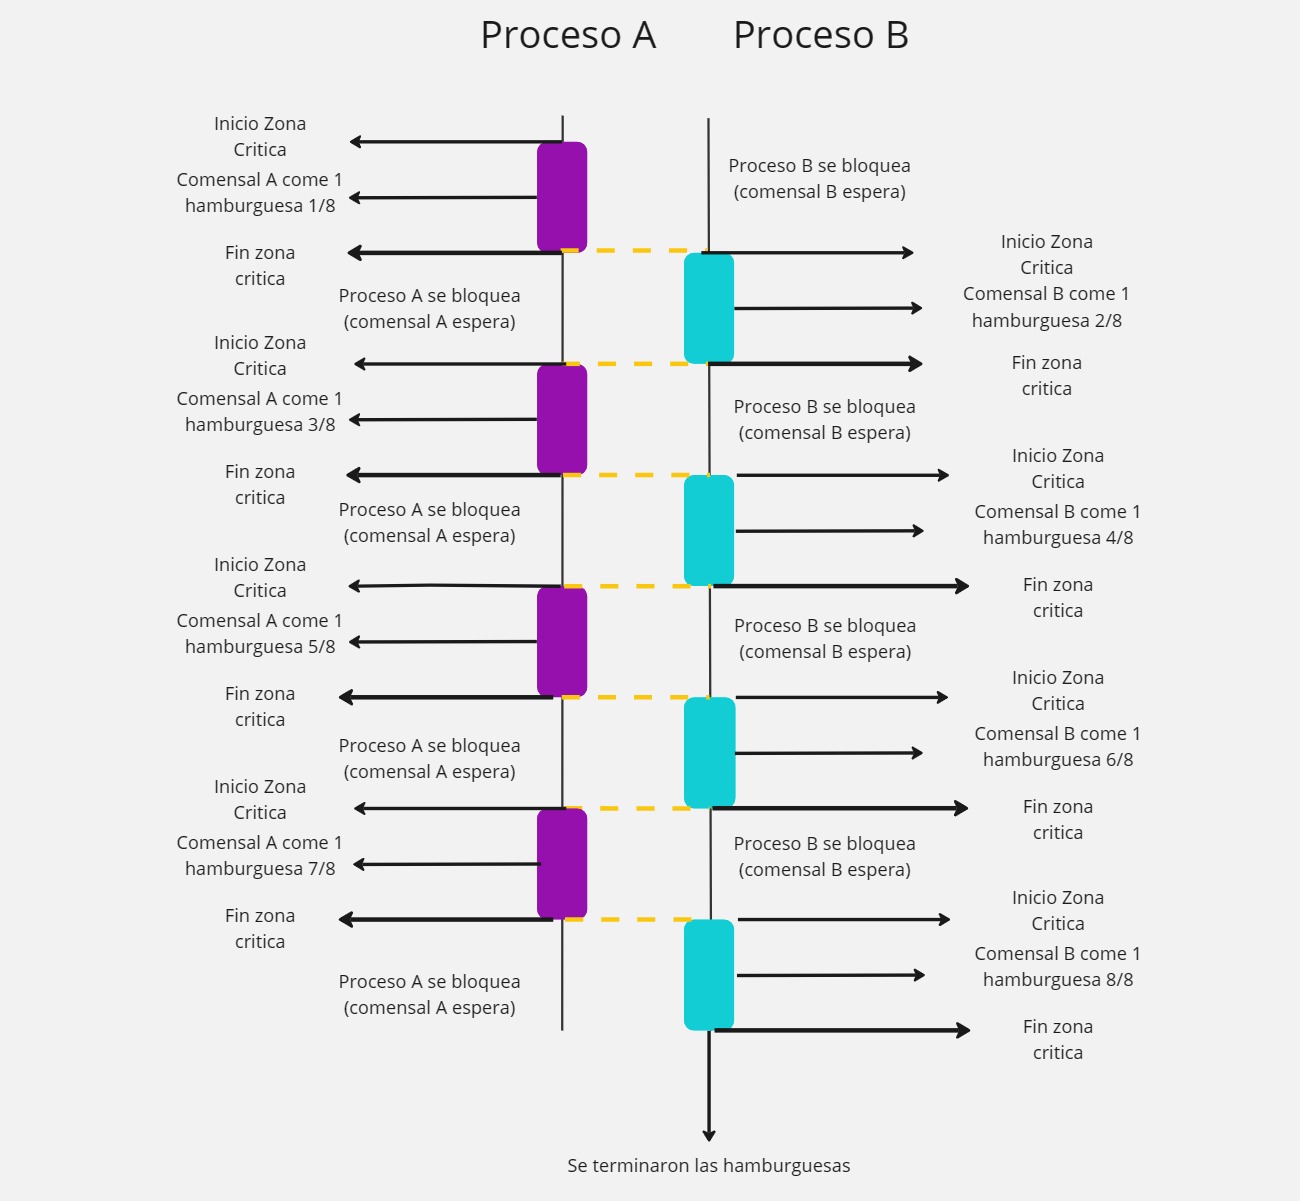 Proceso A
Proceso B
Inicio Zona
Critica
Comensal A come 1
hamburguesa 1/8
Proceso B se bloquea
(comensal B espera)
Fin zona
critica
Inicio Zona
Critica
Proceso A se bloquea
(comensal A espera)
Comensal B come 1
hamburguesa 2/8
Inicio Zona
Critica
Fin zona
critica
Comensal A come 1
hamburguesa 3/8
Proceso B se bloquea
(comensal B espera)
Fin zona
critica
Inicio Zona
Critica
Proceso A se bloquea
(comensal A espera)
Comensal B come 1
hamburguesa 4/8
Inicio Zona
Critica
Fin zona
critica
Comensal A come 1
hamburguesa 5/8
Proceso B se bloquea
(comensal B espera)
Fin zona
critica
Inicio Zona
Critica
Proceso A se bloquea
(comensal A espera)
Comensal B come 1
hamburguesa 6/8
Inicio Zona
Critica
Fin zona
critica
Comensal A come 1
hamburguesa 7/8
Proceso B se bloquea
(comensal B espera)
Fin zona
critica
Inicio Zona
Critica
Proceso A se bloquea
(comensal A espera)
Comensal B come 1
hamburguesa 8/8
Fin zona
critica
Se terminaron las hamburguesas